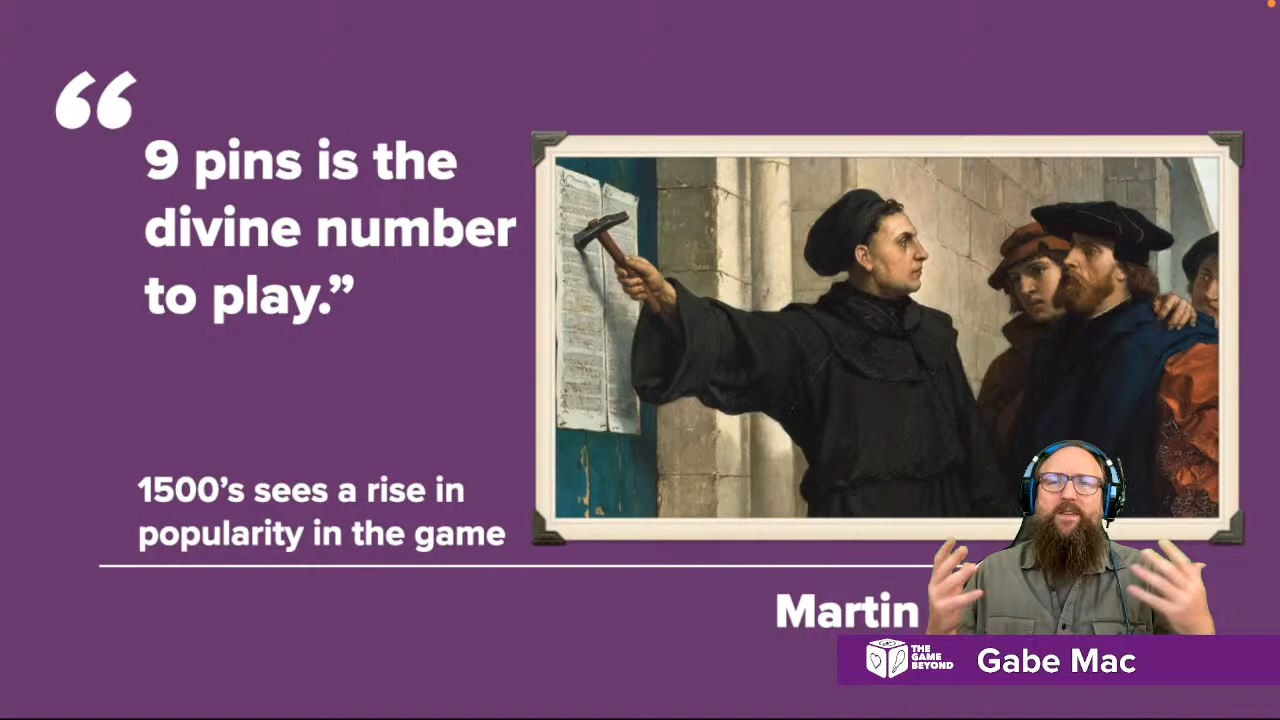 “
9 pins is the
divine number
to play.”
1500’s sees a rise in
popularity in the game
Martin
THE
GAME
BEYOND
Gabe Mac